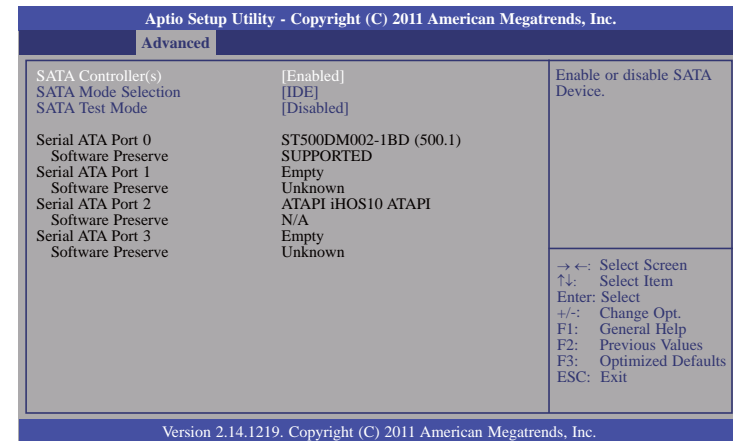 Aptio Setup Utility - Copyright (C) 2011 American Megatrends, Inc.
Advanced
SATA Controller(s) [Enabled]
SATA Mode Selection [IDE]
SATA Test Mode [Disabled]
Serial ATA Port 0 ST500DM002-1BD (500.1)
Software Preserve SUPPORTED
Serial ATA Port 1 Empty
Software Preserve Unknown
Serial ATA Port 2 ATAPI iHOS10 ATAPI
Software Preserve N/A
Serial ATA Port 3 Empty
Software Preserve Unknown
Enable or disable SATA
Device.
→ ←: Select Screen
↑↓: Select Item
Enter: Select
+/-: Change Opt.
F1: General Help
F2: Previous Values
F3: Optimized Defaults
ESC: Exit
Version 2.14.1219. Copyright (C) 2011 American Megatrends, Inc.